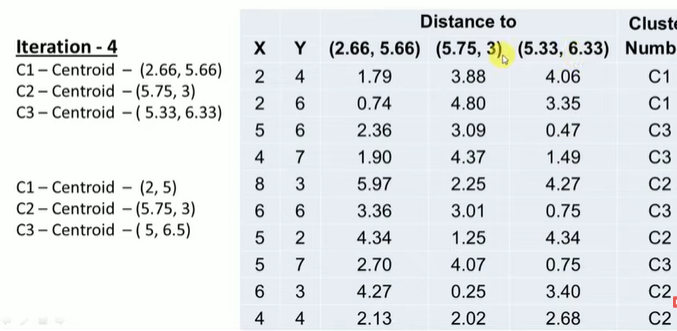 Iteration - 4
C1 – Centroid – (2.66, 5.66)
C2 – Centroid – (5.75, 3)
C3 – Centroid – ( 5.33, 6.33)
C1 – Centroid – (2, 5)
C2 – Centroid – (5.75, 3)
C3 – Centroid – ( 5, 6.5)
Distance to Cluste
X Y (2.66, 5.66) (5.75, 3) (5.33, 6.33) Numb
2 4 1.79 3.88 4.06 C1
2 6 0.74 4.80 3.35 C1
5 6 2.36 3.09 0.47 C3
4 7 1.90 4.37 1.49 C3
8 3 5.97 2.25 4.27 C2
6 6 3.36 3.01 0.75 C3
5 2 4.34 1.25 4.34 C2
5 7 2.70 4.07 0.75 C3
6 3 4.27 0.25 3.40 C2
4 4 2.13 2.02 2.68 C2